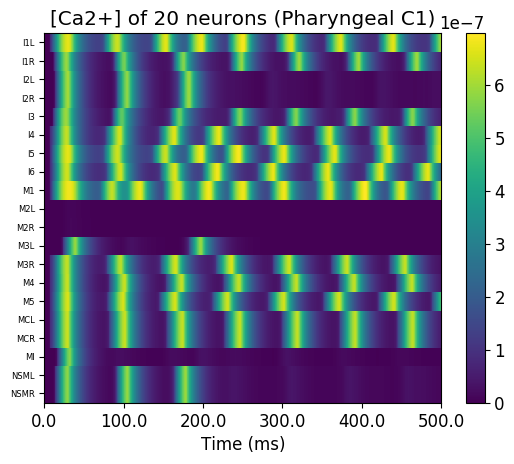 [Ca2+] of 20 neurons (Pharyngeal C1)
1e−7
I1L
I1R
I2L
I2R
I3
I4
I5
I6
M1
M2L
M2R
M3L
M3R
M4
M5
MCL
MCR
MI
NSML
NSMR
6
5
4
3
2
1
0
0.0 100.0 200.0 300.0 400.0 500.0
Time (ms)